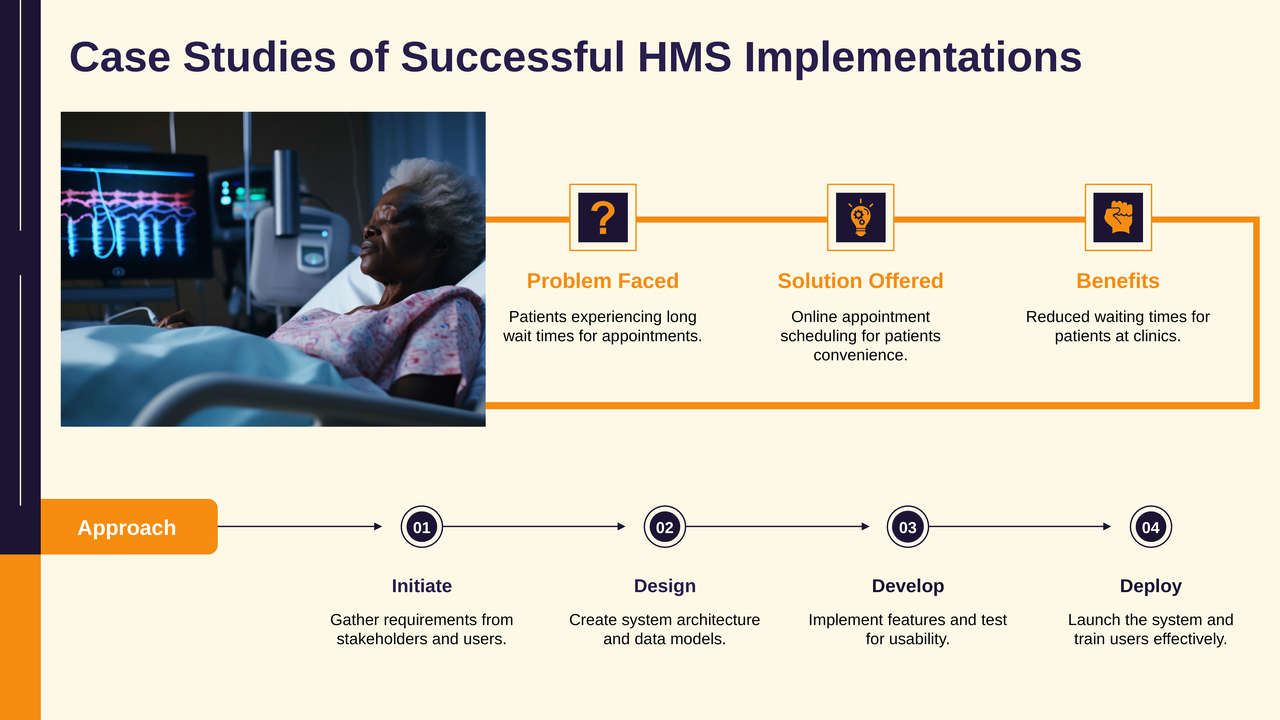 Case Studies of Successful HMS Implementations
?
Problem Faced
Patients experiencing long
wait times for appointments.
Solution Offered
Online appointment
scheduling for patients
convenience.
Benefits
Reduced waiting times for
patients at clinics.
Approach
01
Initiate
Gather requirements from
stakeholders and users.
02
Design
Create system architecture
and data models.
03
Develop
Implement features and test
for usability.
04
Deploy
Launch the system and
train users effectively.